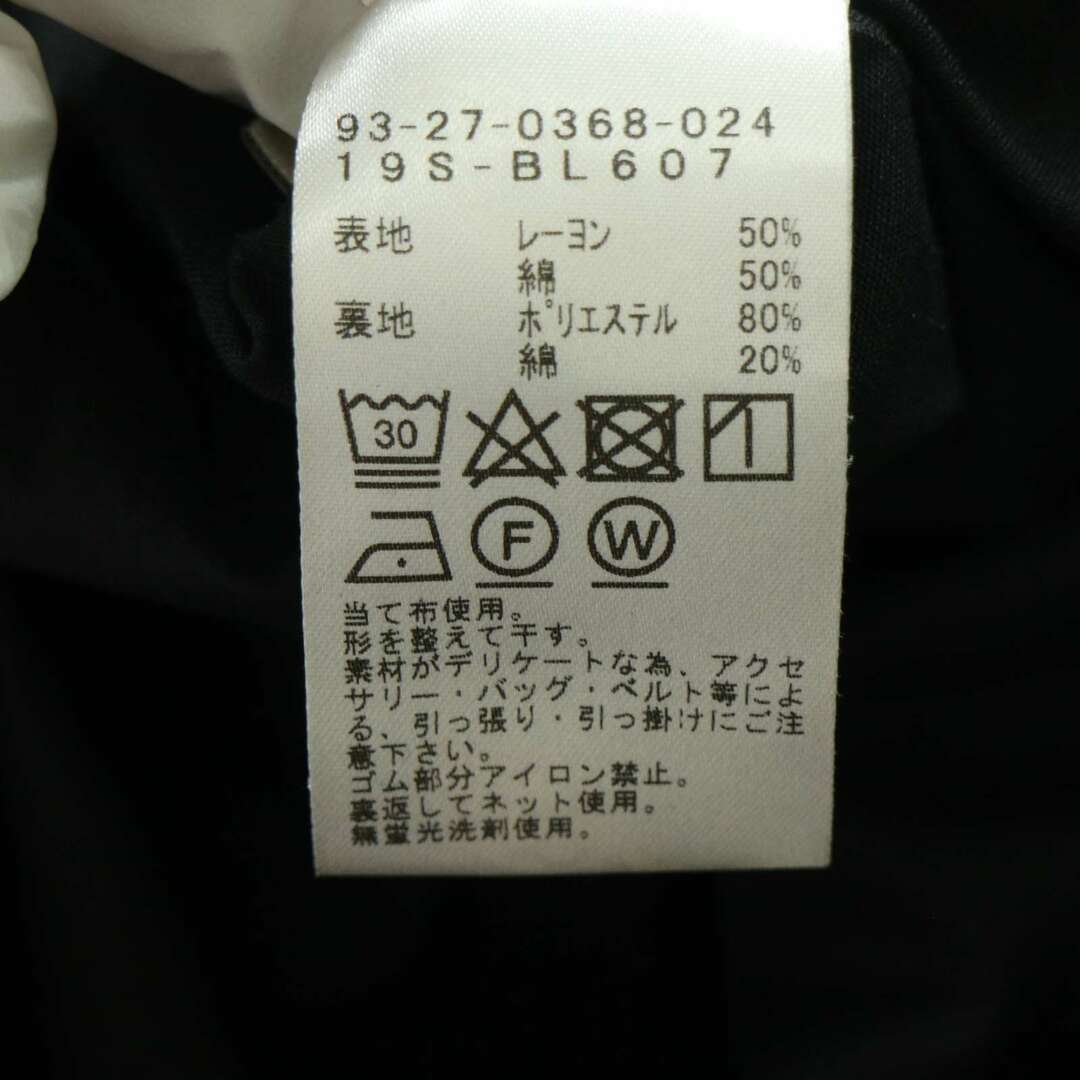 93-27-0368-024
19S-BL607
表地 レーヨン 50%
綿 50%
裏地 ポリエステル 80%
綿 20%
30
F W
当て布使用。
形を整えて干す。
素材がデリケートな為、アクセ
サリー・バッグ・ベルト等によ
る、引っ張り・引っ掛けにご注
意下さい。
ゴム部分アイロン禁止。
裏返してネット使用。
無蛍光洗剤使用。